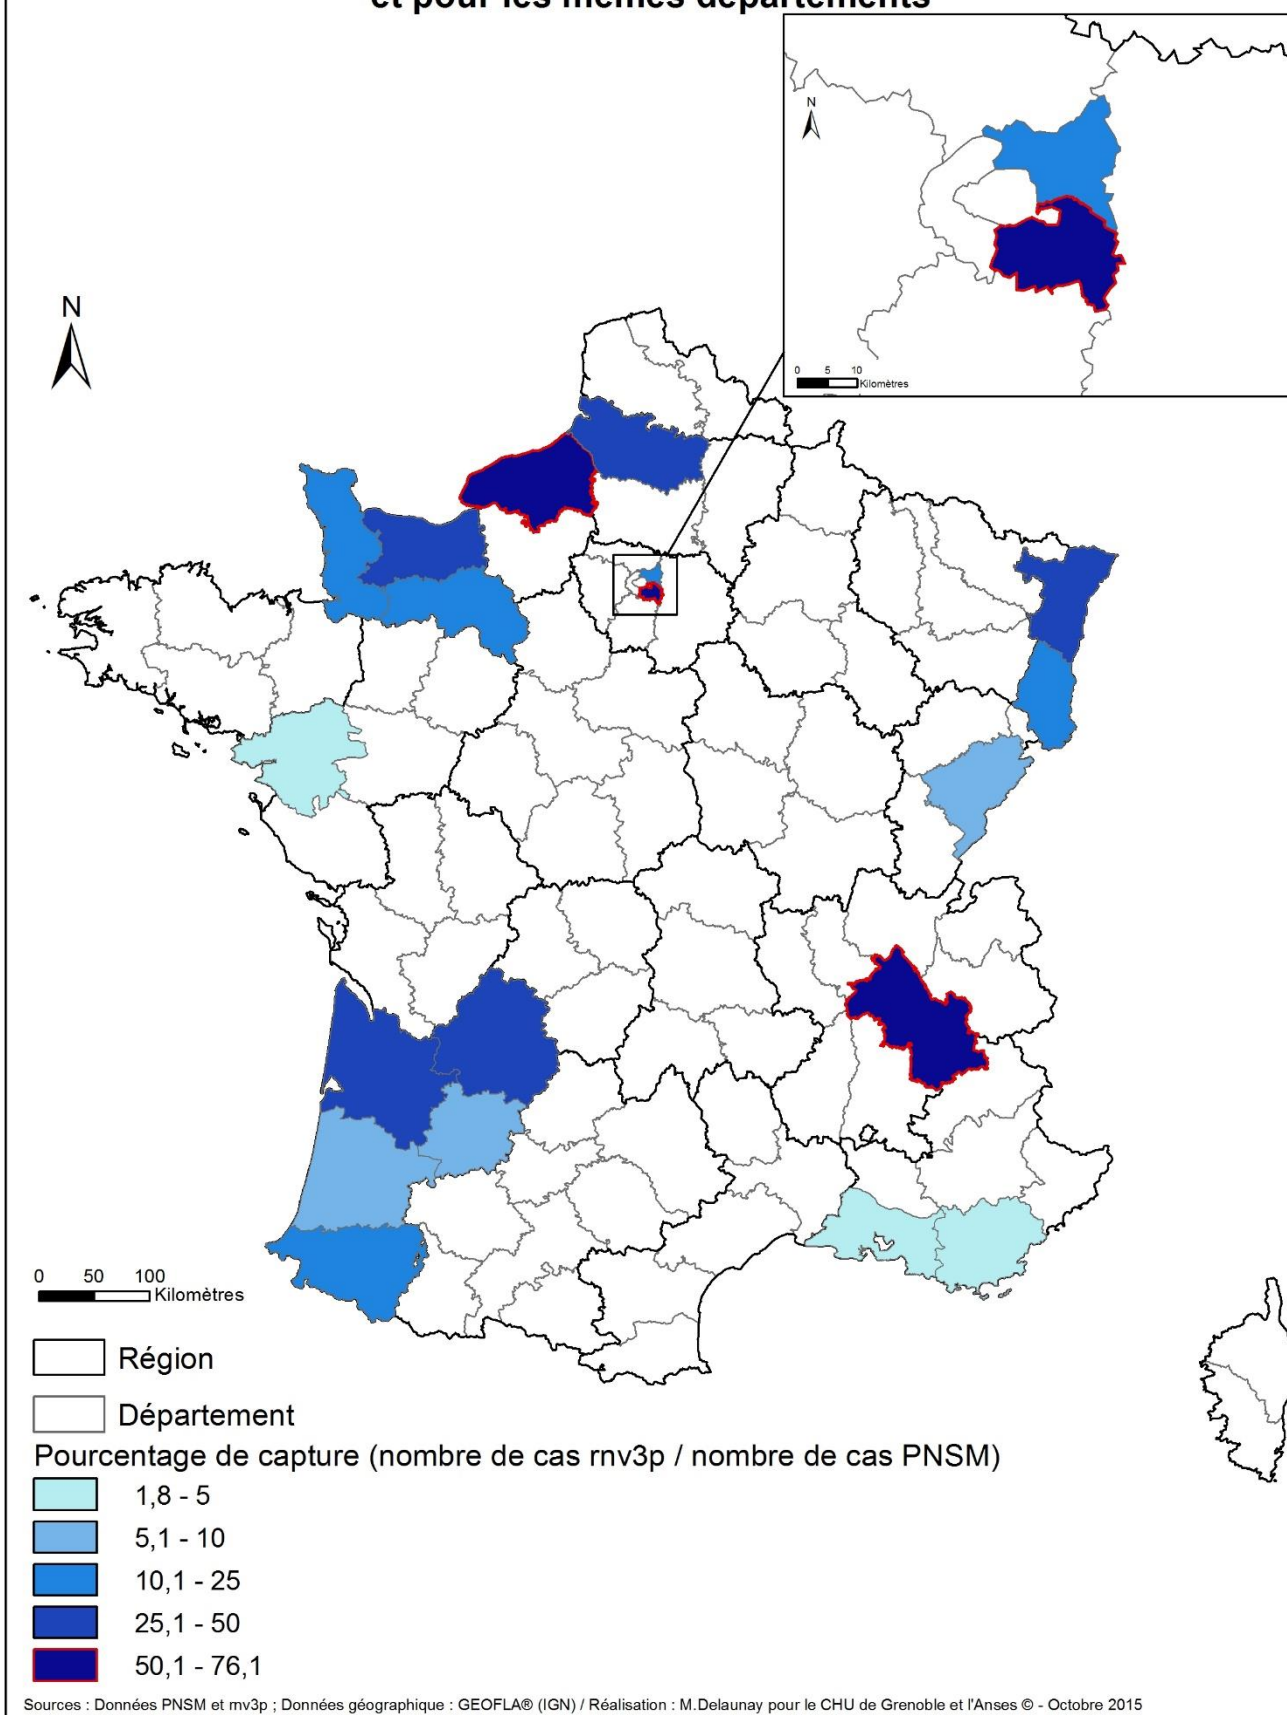 et pour les mêmes départements
N
0 5 10
Kilomètres
N
0 50 100
Kilomètres
Région
Département
Pourcentage de capture (nombre de cas rnv3p / nombre de cas PNSM)
1,8 - 5
5,1 - 10
10,1 - 25
25,1 - 50
50,1 - 76,1
Sources : Données PNSM et rnv3p ; Données géographique : GEOFLA® (IGN) / Réalisation : M.Delaunay pour le CHU de Grenoble et l'Anses © - Octobre 2015